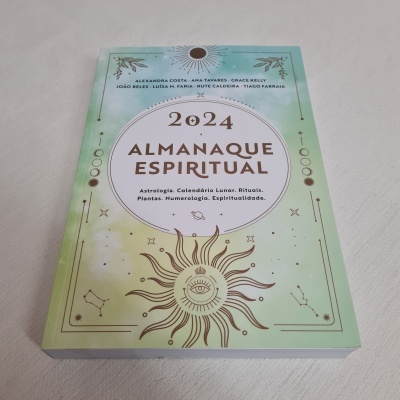 ALEXANDRA COSTA · ANA TAVARES · GRACE KELLY
JOÃO BELES · LUÍSA M. FARIA · RUTE CALDEIRA · TIAGO FARRAIA
2024
ALMANAQUE
ESPIRITUAL
Astrologia. Calendário Lunar. Rituais.
Plantas. Numerologia. Espiritualidade.